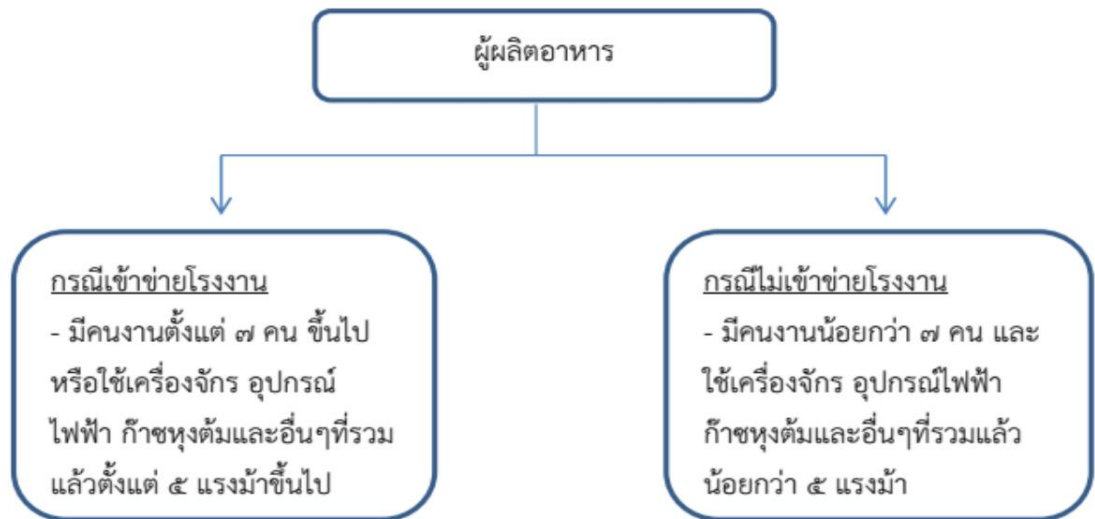 ผู้ผลิตอาหาร
กรณีเข้าข่ายโรงงาน
- มีคนงานตั้งแต่ ๗ คน ขึ้นไป
หรือใช้เครื่องจักร อุปกรณ์
ไฟฟ้า ก๊าซหุงต้มและอื่นๆที่รวม
แล้วตั้งแต่ ๕ แรงม้าขึ้นไป
กรณีไม่เข้าข่ายโรงงาน
- มีคนงานน้อยกว่า ๗ คน และ
ใช้เครื่องจักร อุปกรณ์ไฟฟ้า
ก๊าซหุงต้มและอื่นๆที่รวมแล้ว
น้อยกว่า ๕ แรงม้า